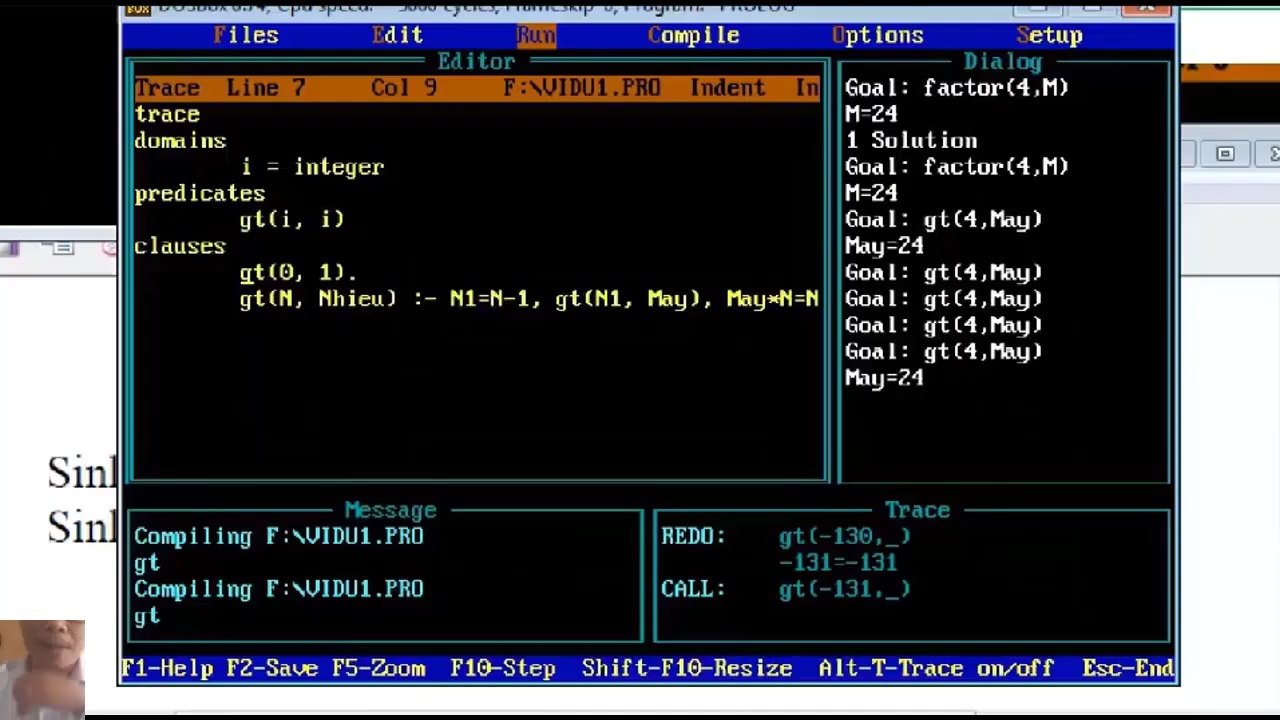 Files Edit Run Compile Options Setup
Editor
Trace Line 7 Col 9 F:\VIDU1.PRO Indent In
trace
domains
i = integer
predicates
gt(i, i)
clauses
gt(0, 1).
gt(N, Nhieu) :- N1=N-1, gt(N1, May), May*N=N
Dialog
Goal: factor(4,M)
M=24
1 Solution
Goal: factor(4,M)
M=24
Goal: gt(4,May)
May=24
Goal: gt(4,May)
Goal: gt(4,May)
Goal: gt(4,May)
Goal: gt(4,May)
May=24
Sinl
Sinl
Message
Compiling F:\VIDU1.PRO
gt
Compiling F:\VIDU1.PRO
gt
Trace
REDO: gt(-130,_)
-131=-131
CALL: gt(-131,_)
F1-Help F2-Save F5-Zoom F10-Step Shift-F10-Resize Alt-T-Trace on/off Esc-End